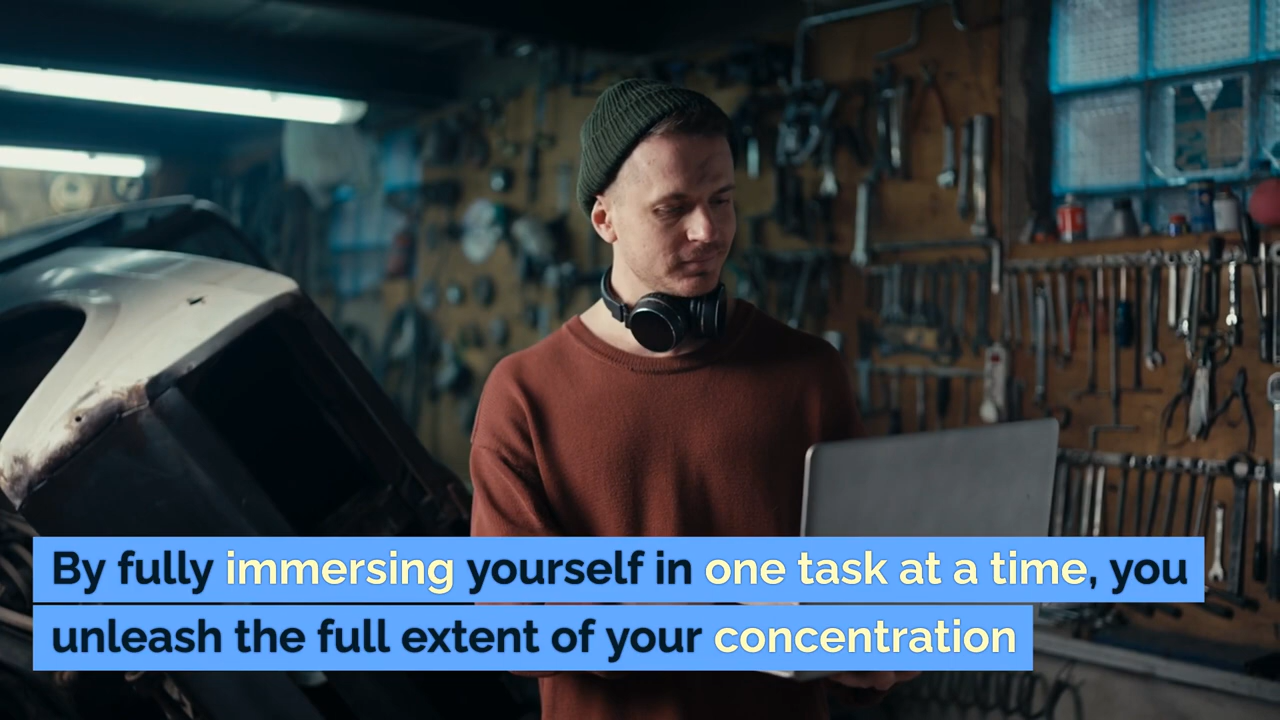 By fully immersing yourself in one task at a time, you
unleash the full extent of your concentration